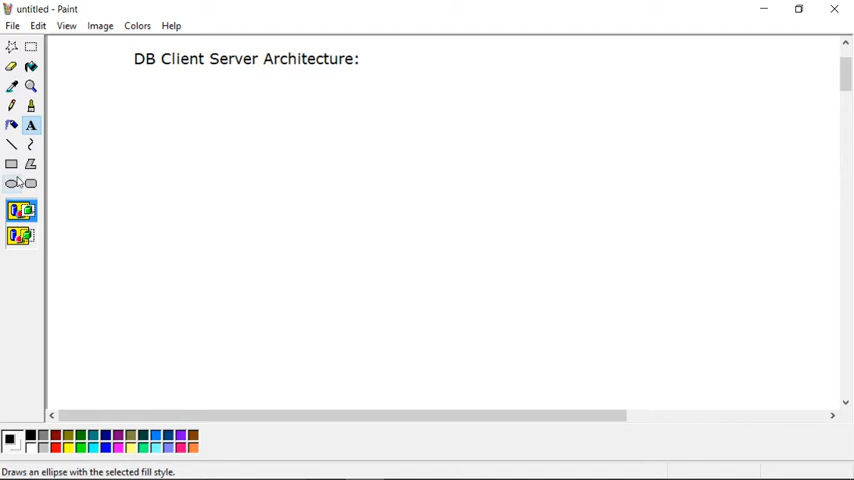 untitled - Paint
File Edit View Image Colors Help
DB Client Server Architecture:
A
Draws an ellipse with the selected fill style.